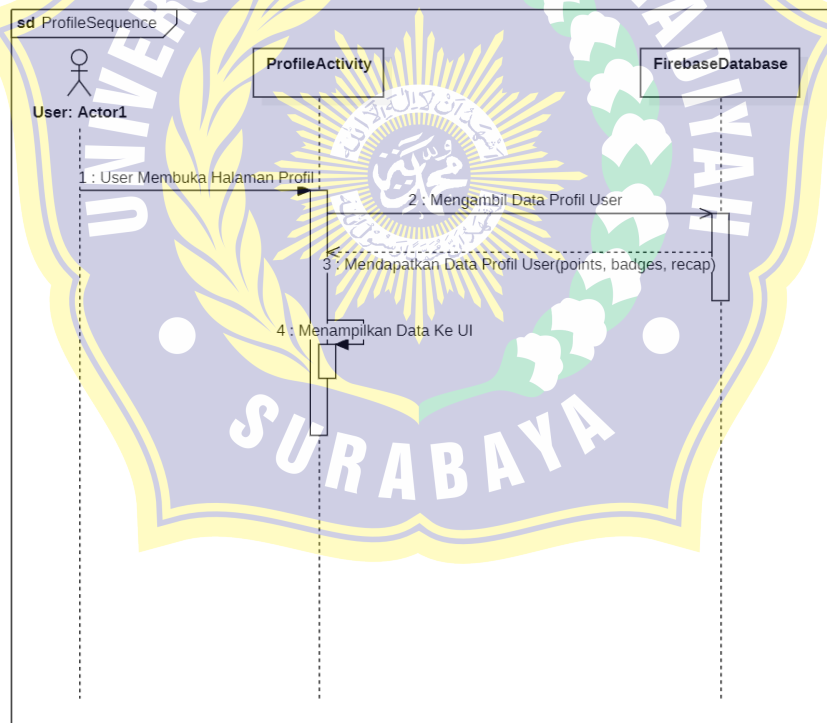 sd ProfileSequence
ProfileActivity
FirebaseDatabase
User: Actor1
1 : User Membuka Halaman Profil
2 : Mengambil Data Profil User
3 : Mendapatkan Data Profil User(points, badges, recap)
4 : Menampilkan Data Ke UI
SURABAYA